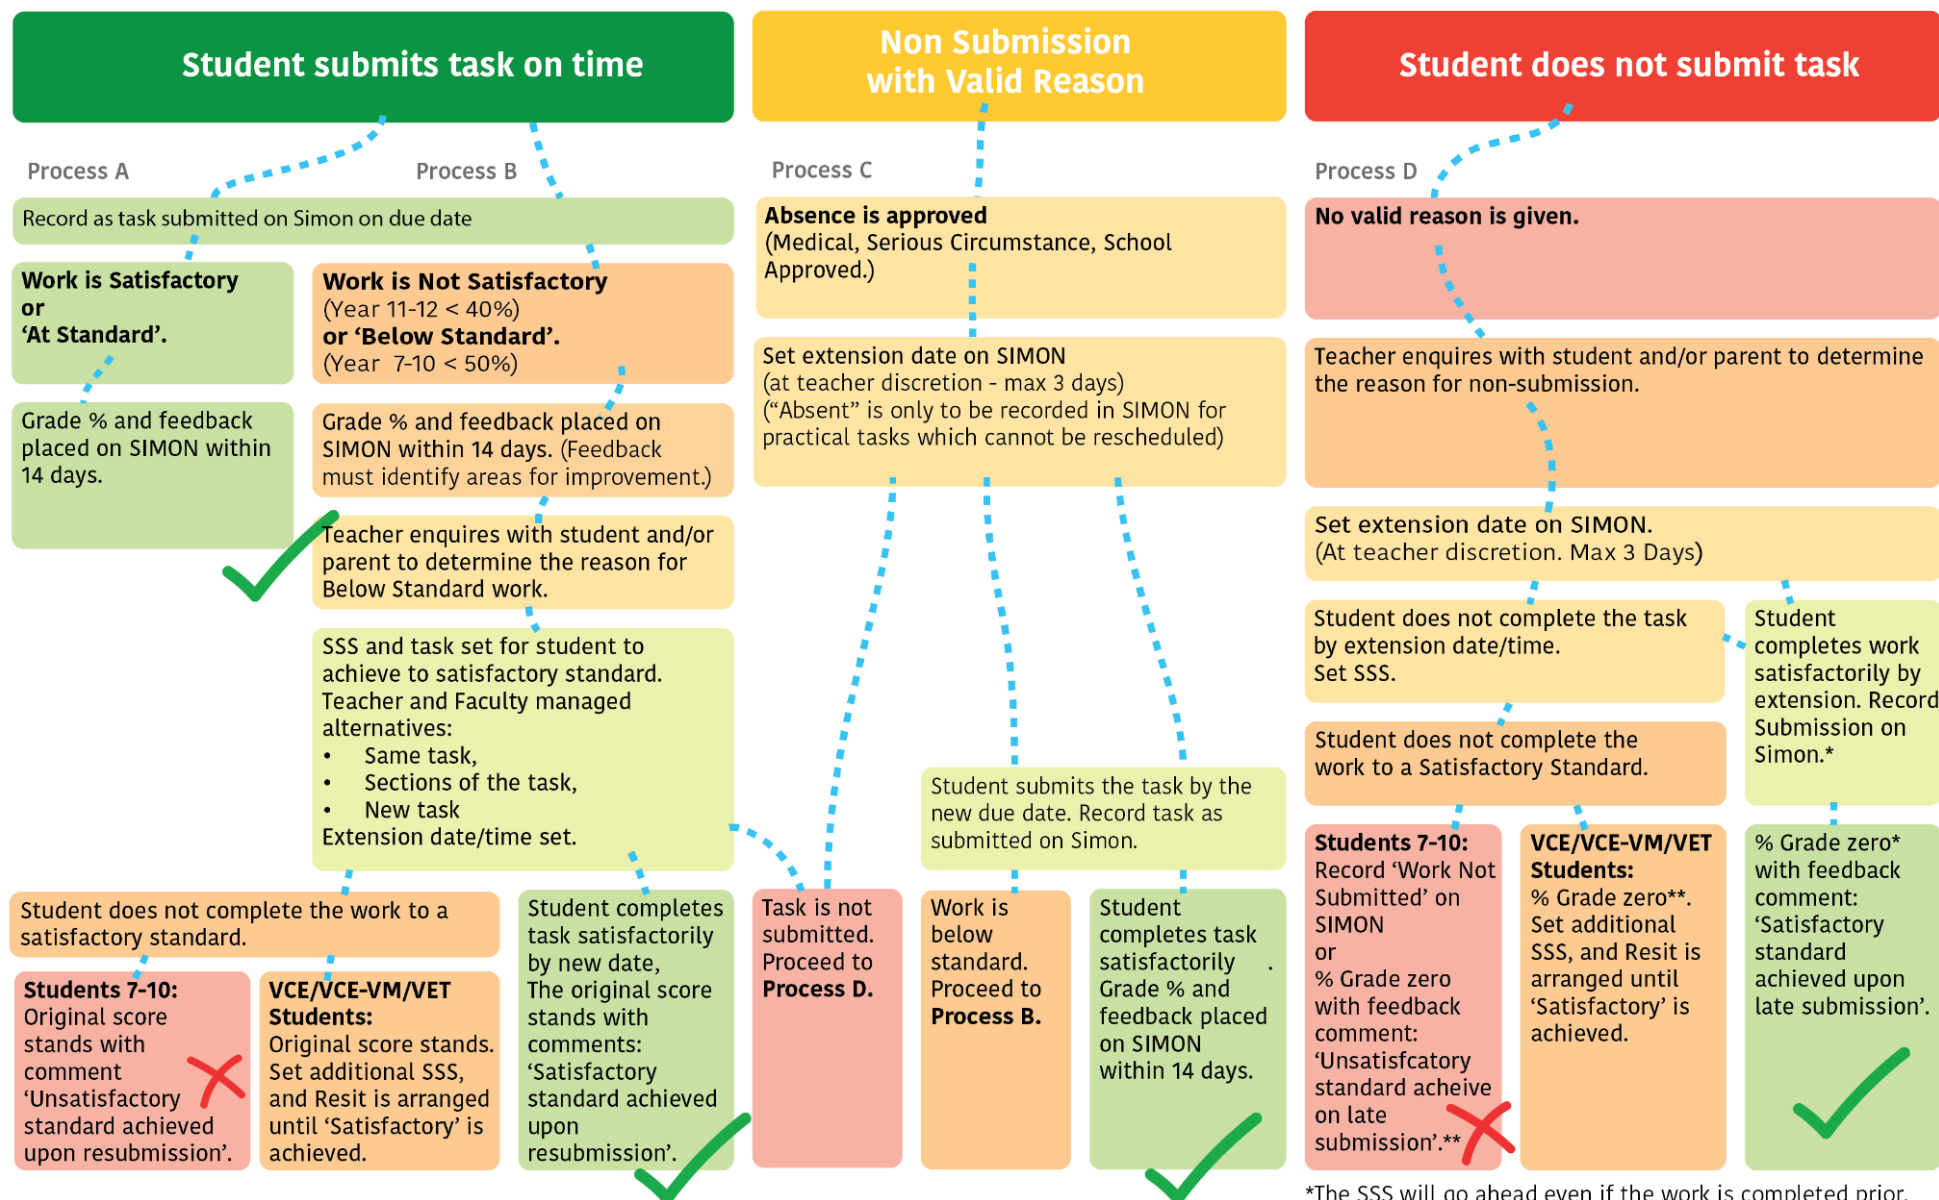 Student submits task on time
Non Submission
with Valid Reason
Student does not submit task
Process A
Process B
Process C
Process D
Record as task submitted on Simon on due date
Work is Satisfactory
or
‘At Standard’.
Grade % and feedback
placed on SIMON within
14 days.
Work is Not Satisfactory
(Year 11-12 < 40%)
or ‘Below Standard’.
(Year 7-10 < 50%)
Grade % and feedback placed on
SIMON within 14 days. (Feedback
must identify areas for improvement.)
Teacher enquires with student and/or
parent to determine the reason for
Below Standard work.
SSS and task set for student to
achieve to satisfactory standard.
Teacher and Faculty managed
alternatives:
• Same task,
• Sections of the task,
• New task
Extension date/time set.
Student does not complete the work to a
satisfactory standard.
Students 7-10:
Original score
stands with
comment
‘Unsatisfactory
standard achieved
upon resubmission’.
VCE/VCE-VM/VET
Students:
Original score stands.
Set additional SSS,
and Resit is arranged
until ‘Satisfactory’ is
achieved.
Student completes
task satisfactorily
by new date,
The original score
stands with
comments:
‘Satisfactory
standard achieved
upon
resubmission’.
Absence is approved
(Medical, Serious Circumstance, School
Approved.)
Set extension date on SIMON
(at teacher discretion - max 3 days)
(“Absent” is only to be recorded in SIMON for
practical tasks which cannot be rescheduled)
Student submits the task by the
new due date. Record task as
submitted on Simon.
Task is not
submitted.
Proceed to
Process D.
Work is
below
standard.
Proceed to
Process B.
Student
completes task
satisfactorily .
Grade % and
feedback placed
on SIMON
within 14 days.
No valid reason is given.
Teacher enquires with student and/or parent to determine
the reason for non-submission.
Set extension date on SIMON.
(At teacher discretion. Max 3 Days)
Student does not complete the task
by extension date/time.
Set SSS.
Student does not complete the
work to a Satisfactory Standard.
Student
completes work
satisfactorily by
extension. Record
Submission on
Simon.*
Students 7-10:
Record ‘Work Not
Submitted’ on
SIMON
or
% Grade zero
with feedback
comment:
‘Unsatisfcatory
standard acheive
on late
submission’.**
VCE/VCE-VM/VET
Students:
% Grade zero**.
Set additional
SSS, and Resit is
arranged until
‘Satisfactory’ is
achieved.
% Grade zero*
with feedback
comment:
‘Satisfactory
standard
achieved upon
late submission’.
*The SSS will go ahead even if the work is completed prior.